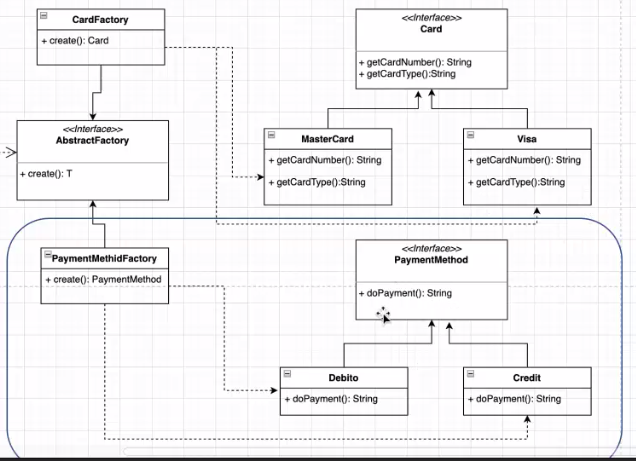 CardFactory
+ create(): Card
<<Interface>>
Card
+ getCardNumber(): String
+ getCardType():String
<<Interface>>
AbstractFactory
+ create(): T
MasterCard
+ getCardNumber(): String
+ getCardType():String
Visa
+ getCardNumber(): String
+ getCardType():String
PaymentMethidFactory
+ create(): PaymentMethod
<<Interface>>
PaymentMethod
+ doPayment(): String
Debito
+ doPayment(): String
Credit
+ doPayment(): String